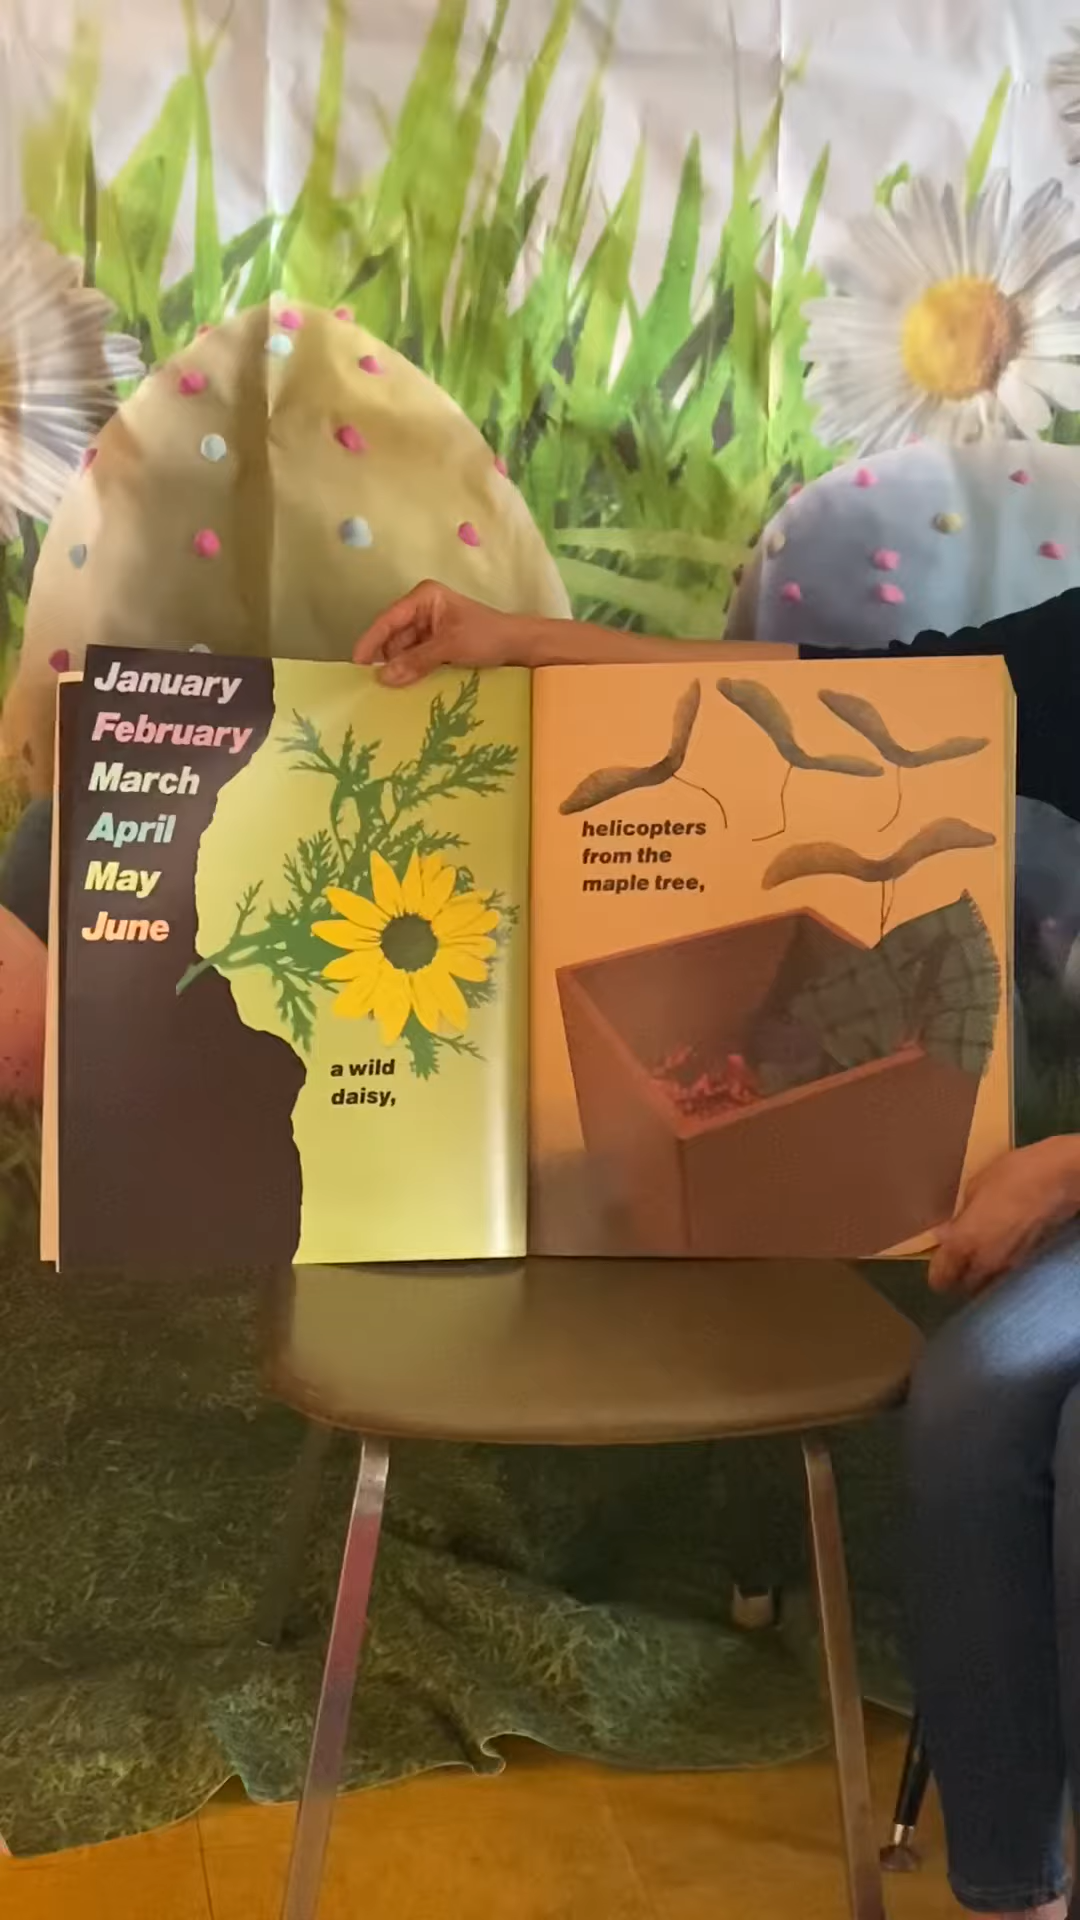 January
February
March
April
May
June
a wild
daisy,
helicopters
from the
maple tree,